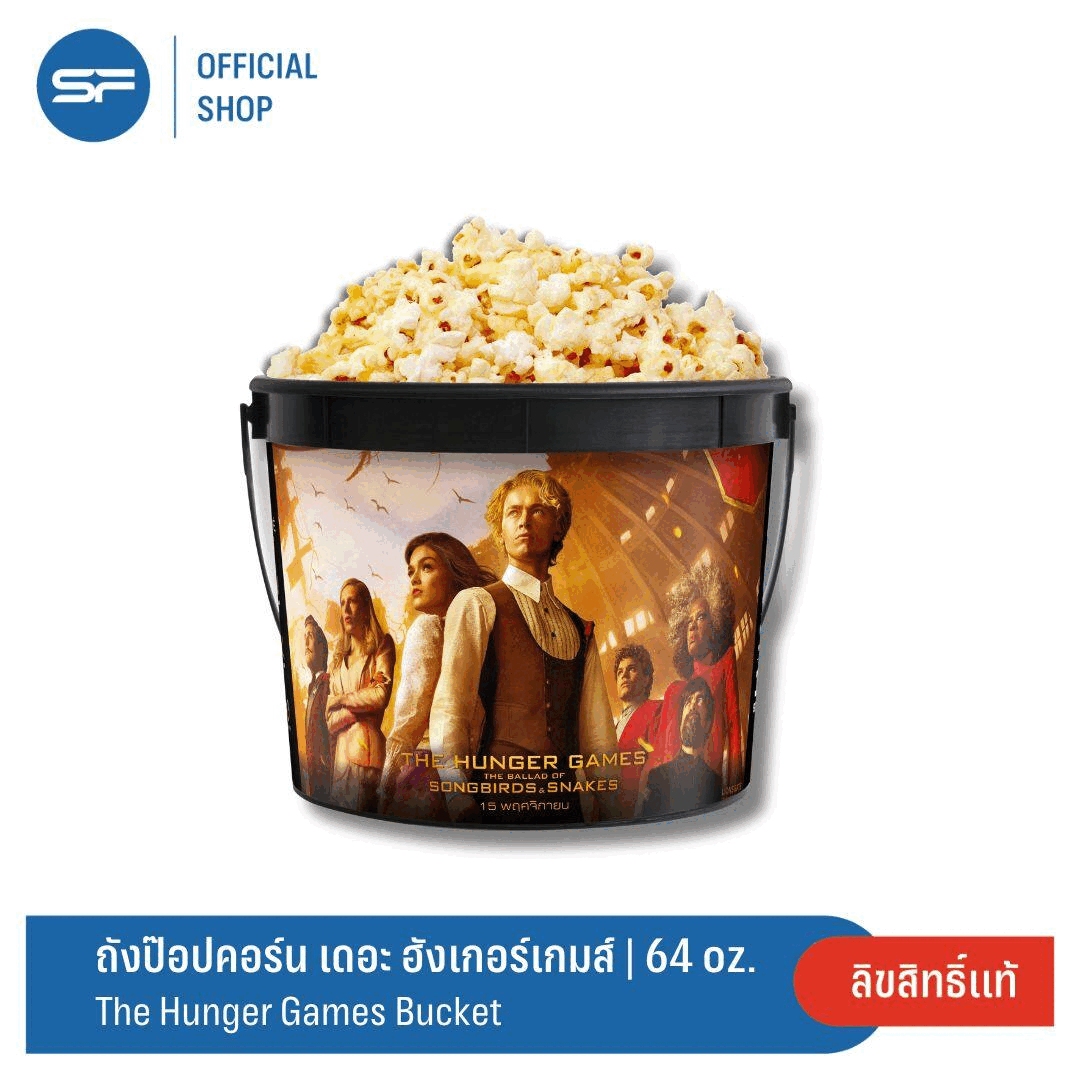 SF
OFFICIAL
SHOP
THE HUNGER GAMES
THE BALLAD OF
SONGBIRDS & SNAKES
15 พฤศจิกายน
LIONSGATE
ถังป๊อปคอร์น เดอะ ฮังเกอร์เกมส์ | 64 oz.
The Hunger Games Bucket
ลิขสิทธิ์แท้